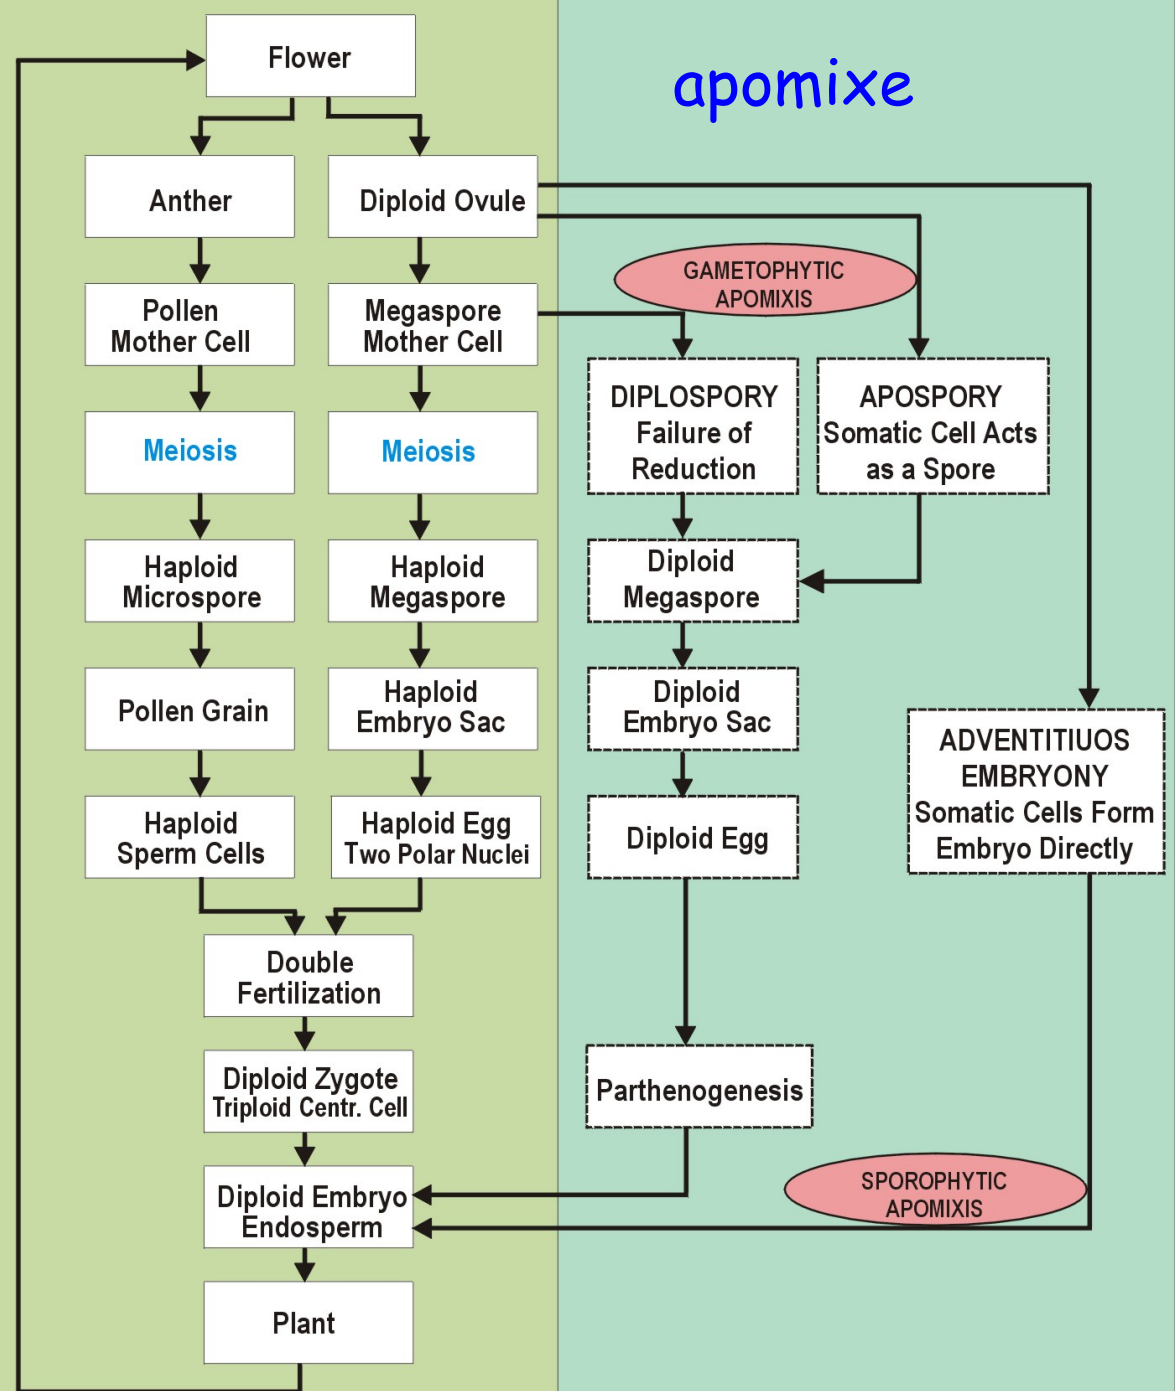 Flower
apomixe
Anther
Diploid Ovule
GAMETOPHYTIC
APOMIXIS
Pollen
Mother Cell
Megaspore
Mother Cell
DIPLOSPORY
Failure of
Reduction
APOSPORY
Somatic Cell Acts
as a Spore
Meiosis
Meiosis
Haploid
Microspore
Haploid
Megaspore
Diploid
Megaspore
Pollen Grain
Haploid
Embryo Sac
Diploid
Embryo Sac
ADVENTITIUOS
EMBRYONY
Somatic Cells Form
Embryo Directly
Haploid
Sperm Cells
Haploid Egg
Two Polar Nuclei
Diploid Egg
Double
Fertilization
Diploid Zygote
Triploid Centr. Cell
Parthenogenesis
Diploid Embryo
Endosperm
SPOROPHYTIC
APOMIXIS
Plant